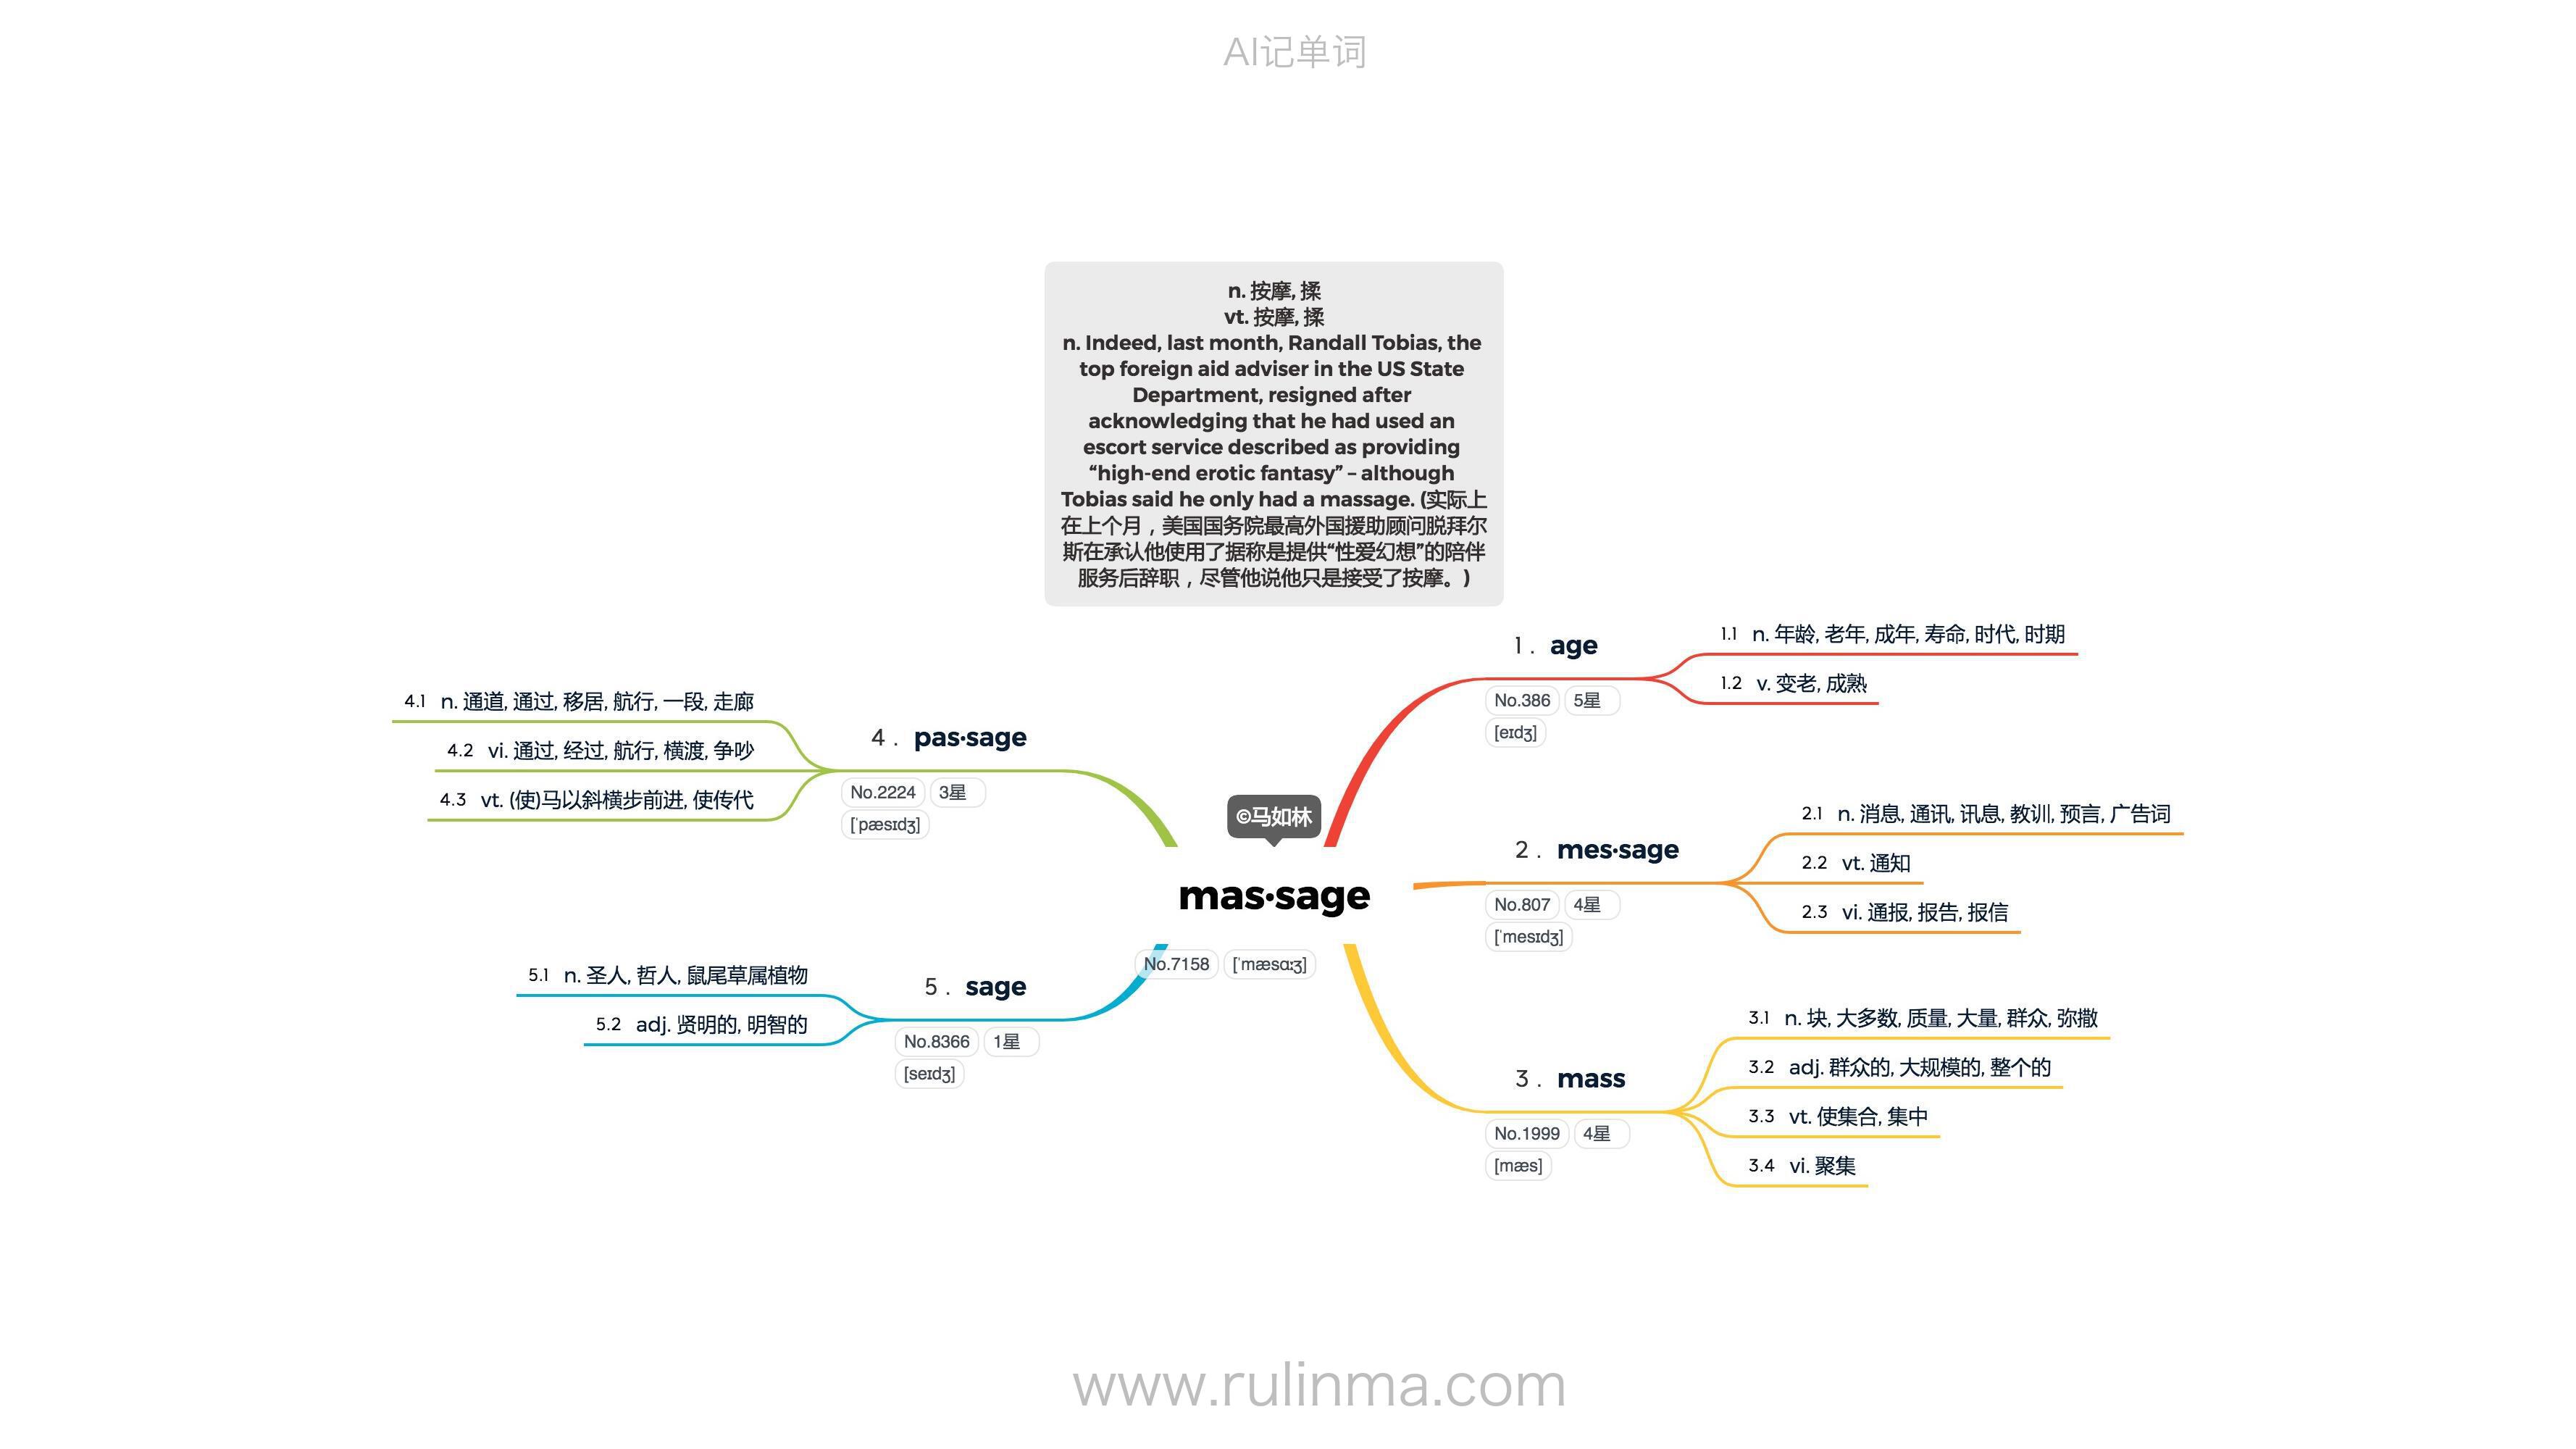 AI记单词
n. 按摩, 揉
vt. 按摩, 揉
n. Indeed, last month, Randall Tobias, the
top foreign aid adviser in the US State
Department, resigned after
acknowledging that he had used an
escort service described as providing
“high-end erotic fantasy” – although
Tobias said he only had a massage. (实际上
在上个月，美国国务院最高外国援助顾问脱拜尔
斯在承认他使用了据称是提供“性爱幻想”的陪伴
服务后辞职，尽管他说他只是接受了按摩。)
©马如林
mas·sage
No.7158 [ˈmæsɑːʒ]
1. age
No.386 5星
[eɪdʒ]
1.1 n. 年龄, 老年, 成年, 寿命, 时代, 时期
1.2 v. 变老, 成熟
2. mes·sage
No.807 4星
[ˈmesɪdʒ]
2.1 n. 消息, 通讯, 讯息, 教训, 预言, 广告词
2.2 vt. 通知
2.3 vi. 通报, 报告, 报信
3. mass
No.1999 4星
[mæs]
3.1 n. 块, 大多数, 质量, 大量, 群众, 弥撒
3.2 adj. 群众的, 大规模的, 整个的
3.3 vt. 使集合, 集中
3.4 vi. 聚集
4. pas·sage
No.2224 3星
[ˈpæsɪdʒ]
4.1 n. 通道, 通过, 移居, 航行, 一段, 走廊
4.2 vi. 通过, 经过, 航行, 横渡, 争吵
4.3 vt. (使)马以斜横步前进, 使传代
5. sage
No.8366 1星
[seɪdʒ]
5.1 n. 圣人, 哲人, 鼠尾草属植物
5.2 adj. 贤明的, 明智的
www.rulinma.com